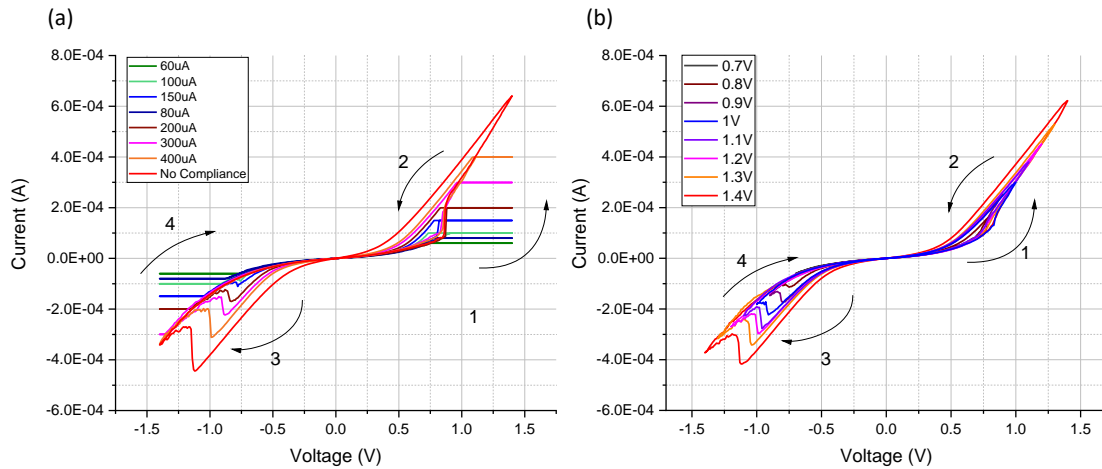 (a)
8.0E-04
6.0E-04
4.0E-04
2.0E-04
0.0E+00
-2.0E-04
-4.0E-04
-6.0E-04
Current (A)
-1.5 -1.0 -0.5 0.0 0.5 1.0 1.5
Voltage (V)
60uA
100uA
150uA
80uA
200uA
300uA
400uA
No Compliance
2
4
1
3
(b)
8.0E-04
6.0E-04
4.0E-04
2.0E-04
0.0E+00
-2.0E-04
-4.0E-04
-6.0E-04
Current (A)
-1.5 -1.0 -0.5 0.0 0.5 1.0 1.5
Voltage (V)
0.7V
0.8V
0.9V
1V
1.1V
1.2V
1.3V
1.4V
2
1
4
3